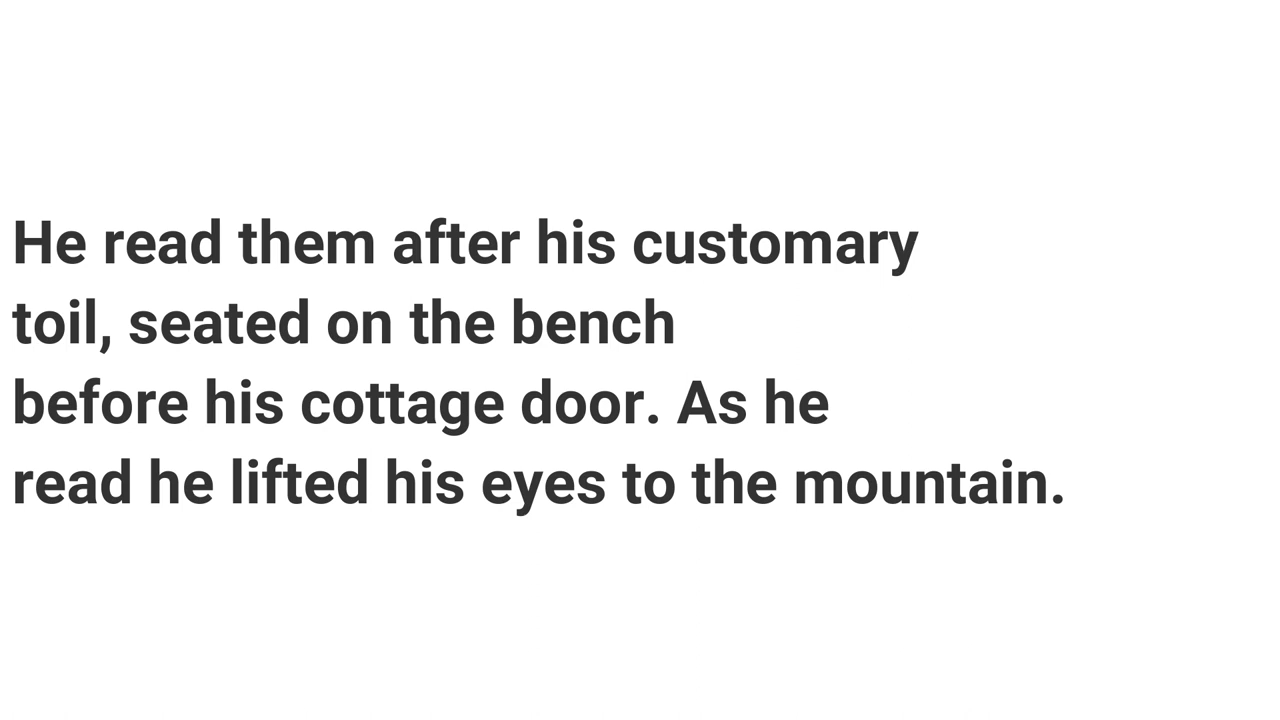 He read them after his customary
toil, seated on the bench
before his cottage door. As he
read he lifted his eyes to the mountain.